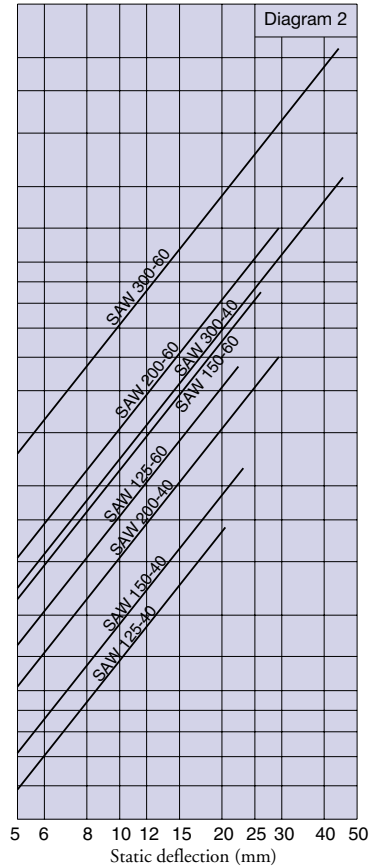 Diagram 2
SAW 300-60
SAW 200-60
SAW 300-40
SAW 150-60
SAW 125-60
SAW 200-40
SAW 150-40
SAW 125-40
5 6 8 10 12 15 20 25 30 40 50
Static deflection (mm)